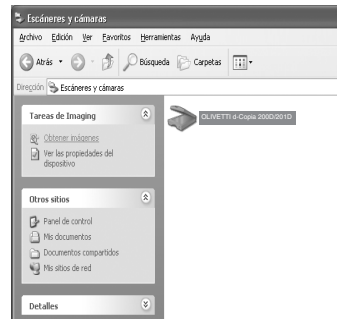 Escáneres y cámaras
Archivo Edición Ver Favoritos Herramientas Ayuda
Atrás Búsqueda Carpetas
Dirección Escáneres y cámaras
Tareas de Imaging
Obtener imágenes
Ver las propiedades del
dispositivo
OLIVETTI d-Copia 200D/201D
Otros sitios
Panel de control
Mis documentos
Documentos compartidos
Mis sitios de red
Detalles